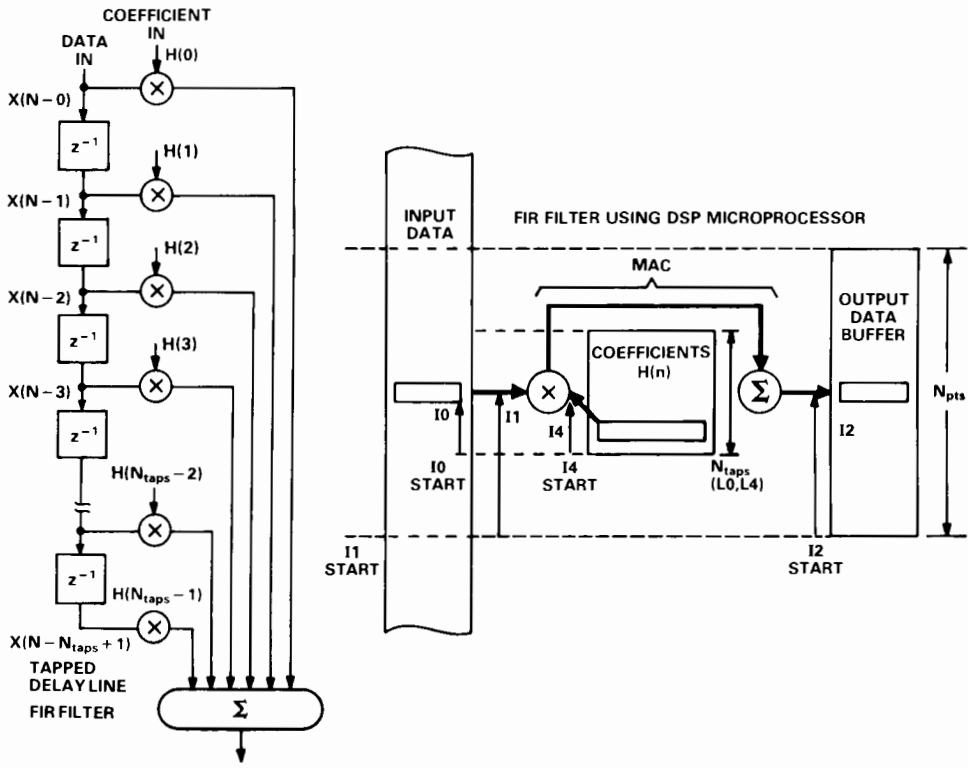 COEFFICIENT
IN
DATA
IN
H(0)
X(N−0)
z⁻¹
H(1)
X(N−1)
z⁻¹
H(2)
X(N−2)
z⁻¹
H(3)
X(N−3)
z⁻¹
H(Nₜₐₚₛ−2)
z⁻¹
H(Nₜₐₚₛ−1)
X(N−Nₜₐₚₛ+1)
TAPPED
DELAY LINE
FIR FILTER
Σ
INPUT
DATA
FIR FILTER USING DSP MICROPROCESSOR
MAC
OUTPUT
DATA
BUFFER
COEFFICIENTS
H(n)
×
Σ
Npts
I0
I1
I4
I2
I0
START
I4
START
Nₜₐₚₛ
(L0,L4)
I1
START
I2
START